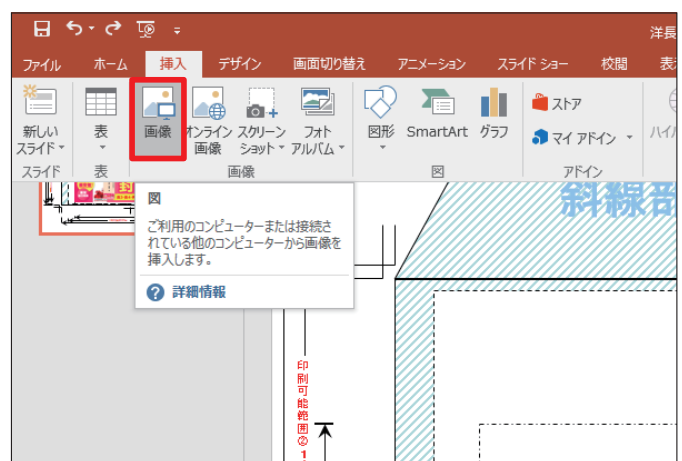 洋長
ファイル ホーム 挿入 デザイン 画面切り替え アニメーション スライド ショー 校閲 表
新しい
スライド
表
画像
オンライン
画像
スクリーン
ショット
フォト
アルバム
図形
SmartArt
グラフ
ストア
マイ アドイン
ハイ
スライド 表 画像 図 アドイン
図
ご利用のコンピューターまたは接続さ
れている他のコンピューターから画像を
挿入します。
詳細情報
斜線部
印刷可能範囲②1